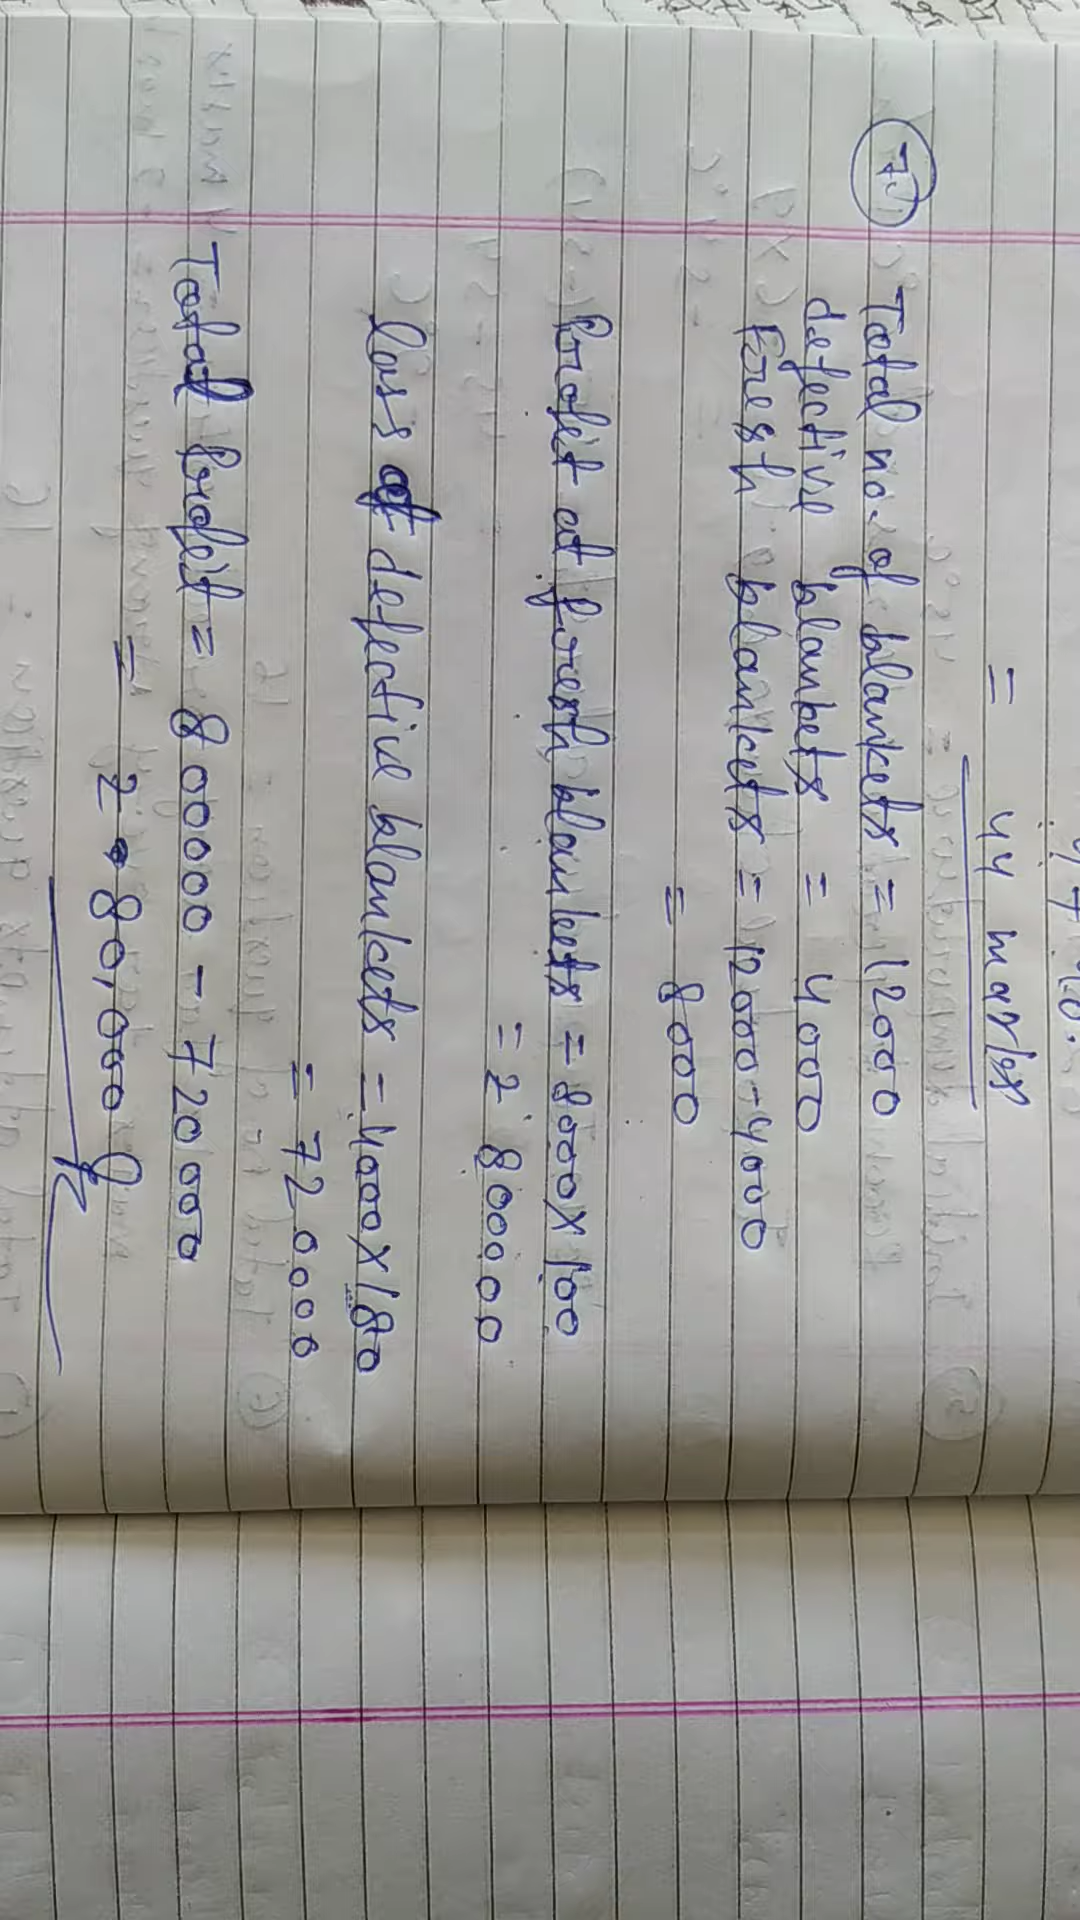 = 44 marks
7.
Total no. of blankets = 12000
defective blankets = 4000
Fresh blankets = 12000-4000
= 8000
Profit at fresh blankets = 8000×100
= ₹ 800000
loss of defective blankets = 4000×180
= 720000
Total Profit = 800000 - 720000
= ₹ 80,000